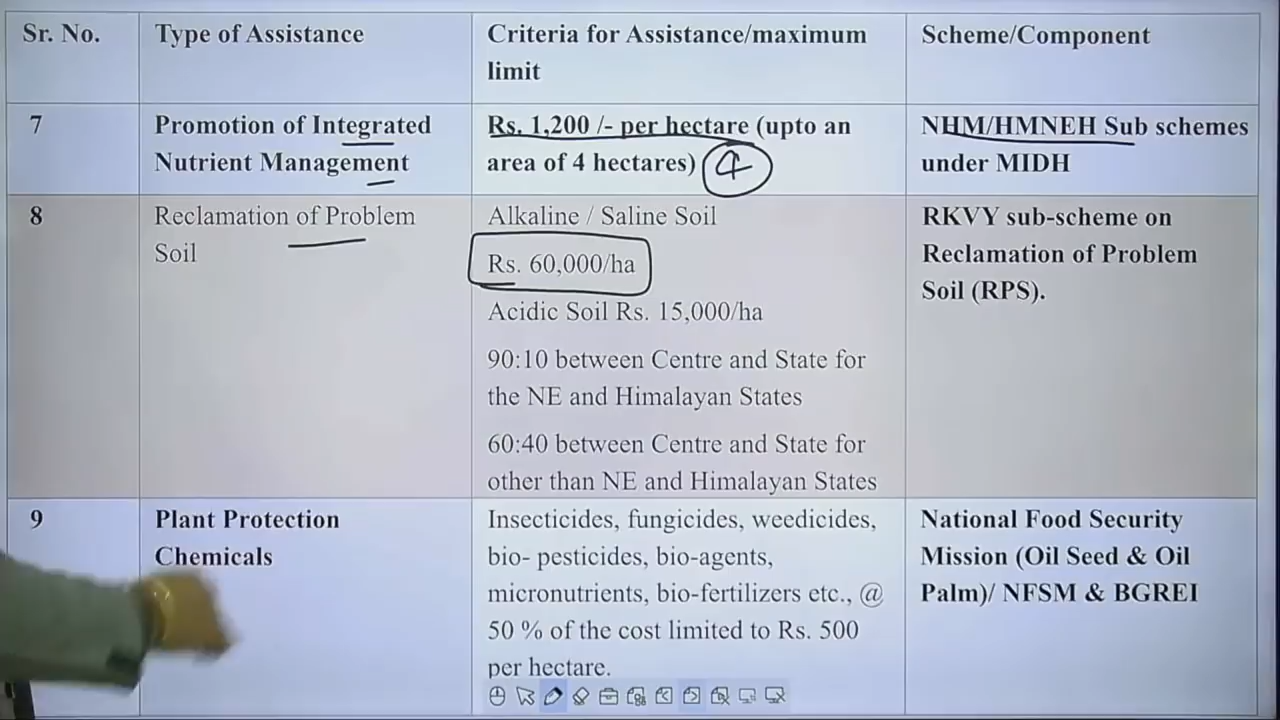 Sr. No.
Type of Assistance
Criteria for Assistance/maximum
limit
Scheme/Component
7
Promotion of Integrated
Nutrient Management
Rs. 1,200 /- per hectare (upto an
area of 4 hectares)
4
NHM/HMNEH Sub schemes
under MIDH
8
Reclamation of Problem
Soil
Alkaline / Saline Soil
Rs. 60,000/ha
Acidic Soil Rs. 15,000/ha
90:10 between Centre and State for
the NE and Himalayan States
60:40 between Centre and State for
other than NE and Himalayan States
RKVY sub-scheme on
Reclamation of Problem
Soil (RPS).
9
Plant Protection
Chemicals
Insecticides, fungicides, weedicides,
bio- pesticides, bio-agents,
micronutrients, bio-fertilizers etc., @
50 % of the cost limited to Rs. 500
per hectare.
National Food Security
Mission (Oil Seed & Oil
Palm)/ NFSM & BGREI